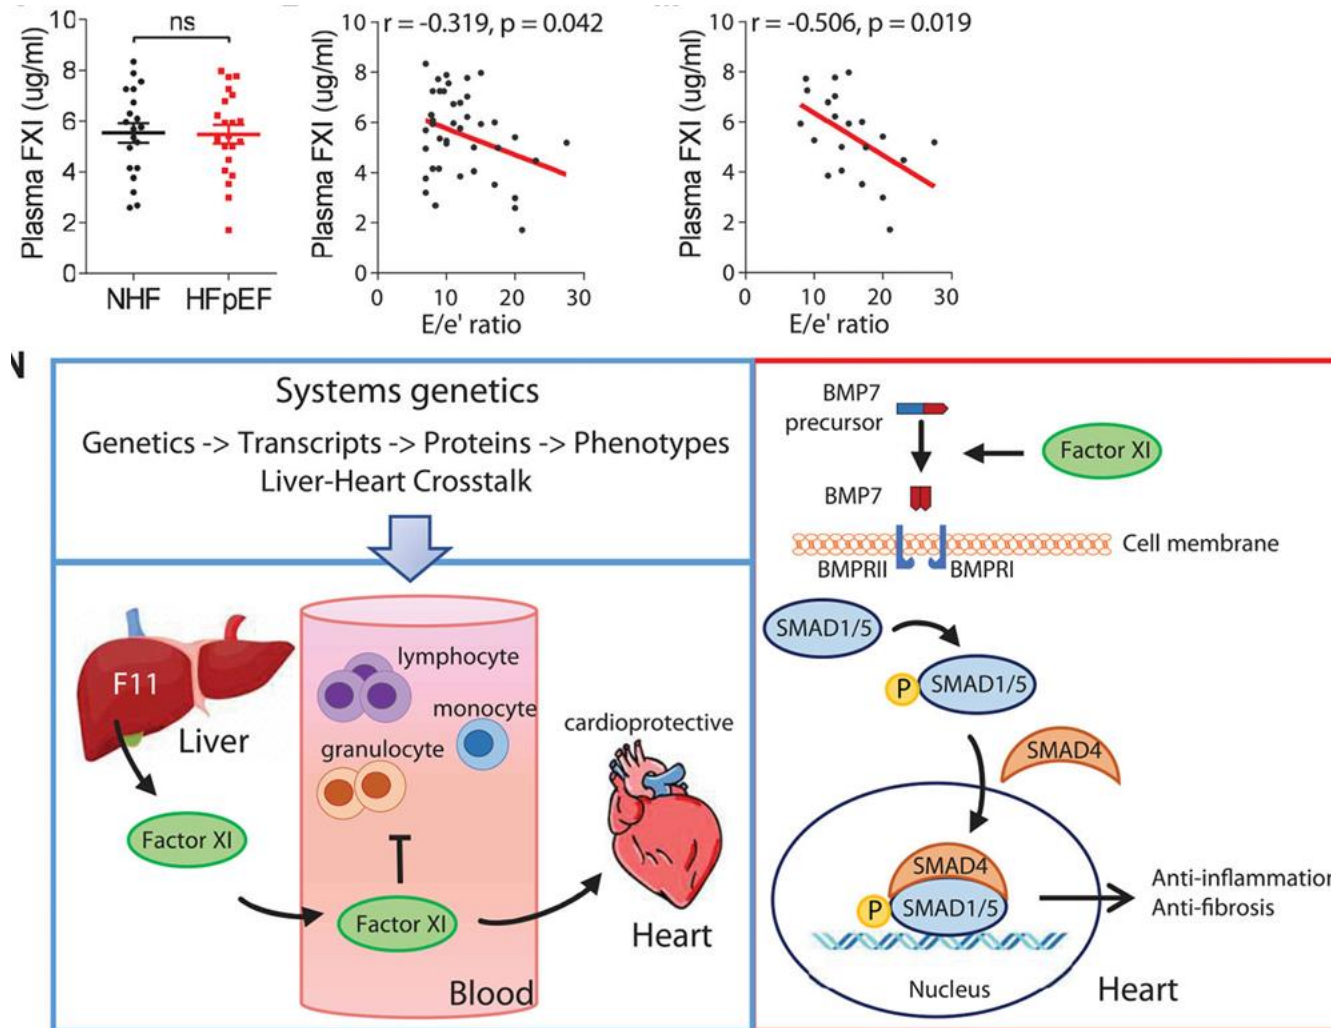 ns
Plasma FXI (ug/ml)
10
8
6
4
2
0
NHF HFpEF
r = -0.319, p = 0.042
Plasma FXI (ug/ml)
10
8
6
4
2
0
0 10 20 30
E/e' ratio
r = -0.506, p = 0.019
Plasma FXI (ug/ml)
10
8
6
4
2
0
0 10 20 30
E/e' ratio
N
Systems genetics
Genetics -> Transcripts -> Proteins -> Phenotypes
Liver-Heart Crosstalk
F11
Liver
Factor XI
lymphocyte
monocyte
granulocyte
Factor XI
Blood
cardioprotective
Heart
BMP7
precursor
Factor XI
BMP7
Cell membrane
BMPRII
BMPRI
SMAD1/5
P
SMAD1/5
SMAD4
SMAD4
P
SMAD1/5
Anti-inflammation
Anti-fibrosis
Nucleus
Heart